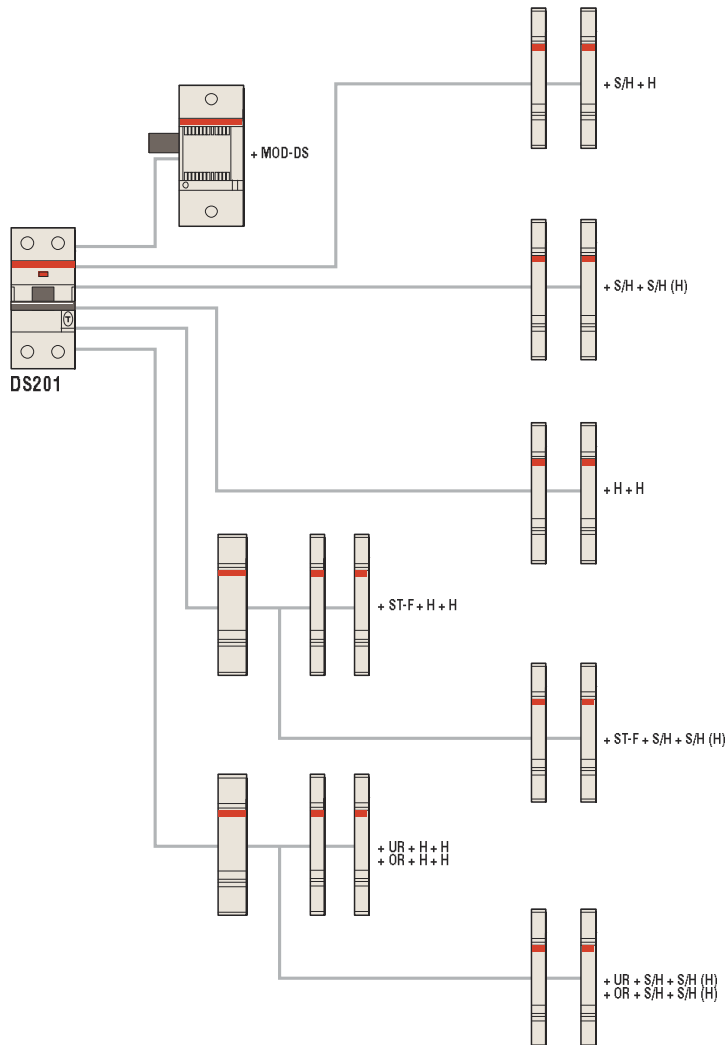 + S/H + H
+ MOD-DS
T
+ S/H + S/H (H)
DS201
+ H + H
+ ST-F + H + H
+ ST-F + S/H + S/H (H)
+ UR + H + H
+ OR + H + H
+ UR + S/H + S/H (H)
+ OR + S/H + S/H (H)